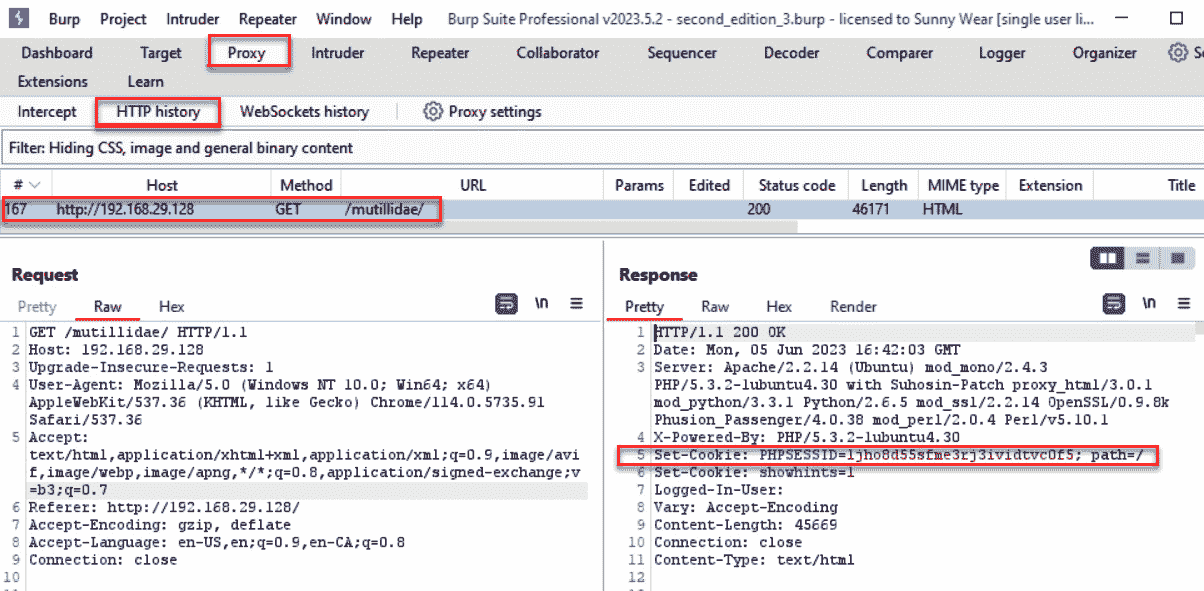 Burp Project Intruder Repeater Window Help Burp Suite Professional v2023.5.2 - second_edition_3.burp - licensed to Sunny Wear [single user li...
Dashboard Target Proxy Intruder Repeater Collaborator Sequencer Decoder Comparer Logger Organizer
Extensions Learn
Intercept HTTP history WebSockets history Proxy settings
Filter: Hiding CSS, image and general binary content
# Host Method URL Params Edited Status code Length MIME type Extension Title
167 http://192.168.29.128 GET /mutillidae/ 200 46171 HTML
Request
Pretty Raw Hex \n
1 GET /mutillidae/ HTTP/1.1
2 Host: 192.168.29.128
3 Upgrade-Insecure-Requests: 1
4 User-Agent: Mozilla/5.0 (Windows NT 10.0; Win64; x64)
AppleWebKit/537.36 (KHTML, like Gecko) Chrome/114.0.5735.91
Safari/537.36
5 Accept:
text/html,application/xhtml+xml,application/xml;q=0.9,image/avi
f,image/webp,image/apng,*/*;q=0.8,application/signed-exchange;v
=b3;q=0.7
6 Referer: http://192.168.29.128/
7 Accept-Encoding: gzip, deflate
8 Accept-Language: en-US,en;q=0.9,en-CA;q=0.8
9 Connection: close
10
Response
Pretty Raw Hex Render \n
1 HTTP/1.1 200 OK
2 Date: Mon, 05 Jun 2023 16:42:03 GMT
3 Server: Apache/2.2.14 (Ubuntu) mod_mono/2.4.3
PHP/5.3.2-1ubuntu4.30 with Suhosin-Patch proxy_html/3.0.1
mod_python/3.3.1 Python/2.6.5 mod_ssl/2.2.14 OpenSSL/0.9.8k
Phusion_Passenger/4.0.38 mod_perl/2.0.4 Perl/v5.10.1
4 X-Powered-By: PHP/5.3.2-1ubuntu4.30
5 Set-Cookie: PHPSESSID=1jho8d55sfme3rj3ividtvc0f5; path=/
6 Set-Cookie: showhints=1
7 Logged-In-User:
8 Vary: Accept-Encoding
9 Content-Length: 45669
10 Connection: close
11 Content-Type: text/html
12